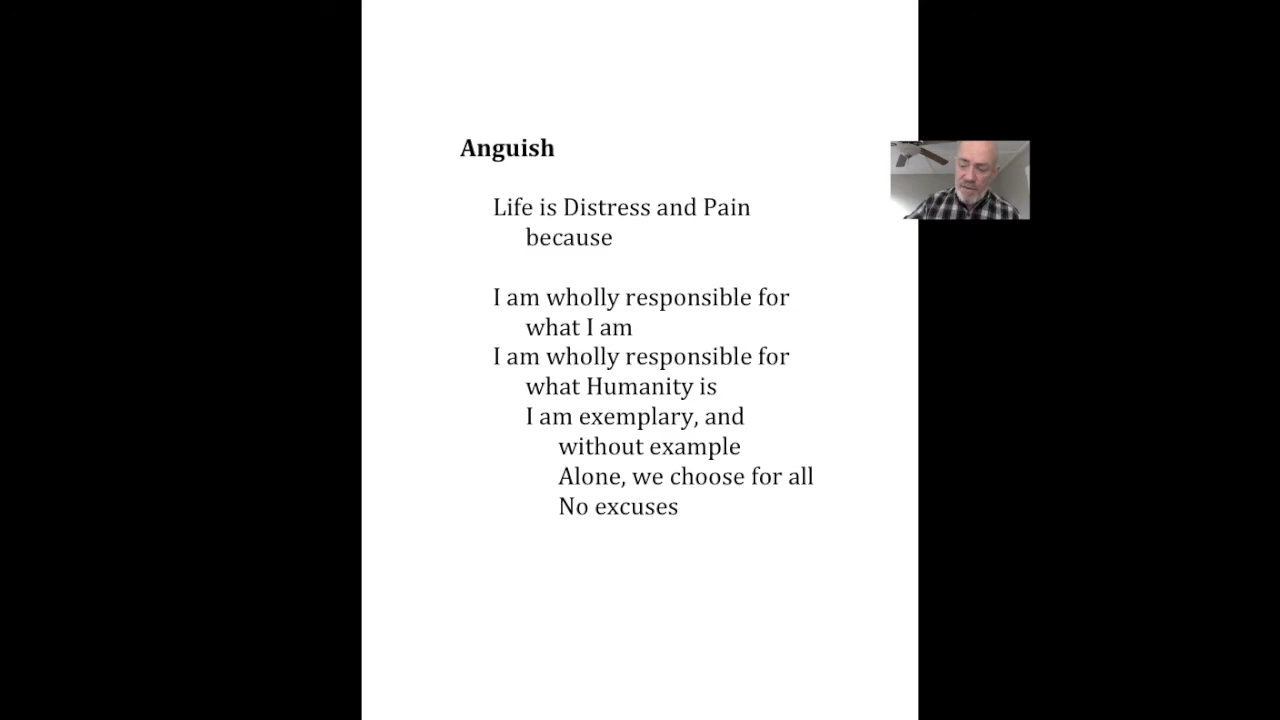 Anguish
Life is Distress and Pain
because
I am wholly responsible for
what I am
I am wholly responsible for
what Humanity is
I am exemplary, and
without example
Alone, we choose for all
No excuses